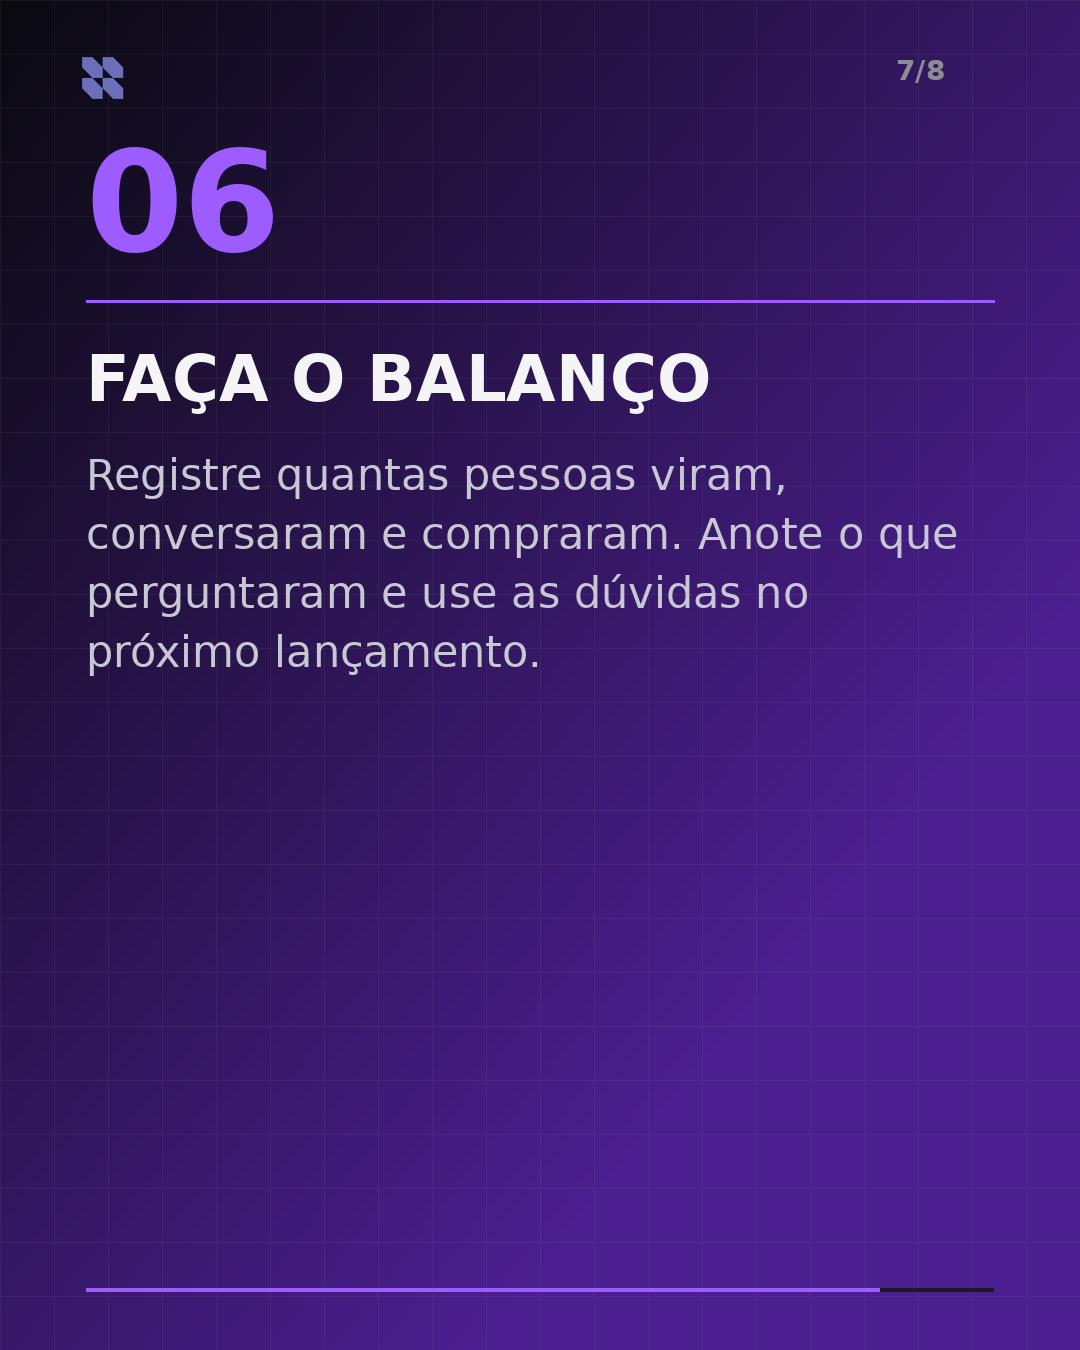 7/8
06
FAÇA O BALANÇO
Registre quantas pessoas viram,
conversaram e compraram. Anote o que
perguntaram e use as dúvidas no
próximo lançamento.